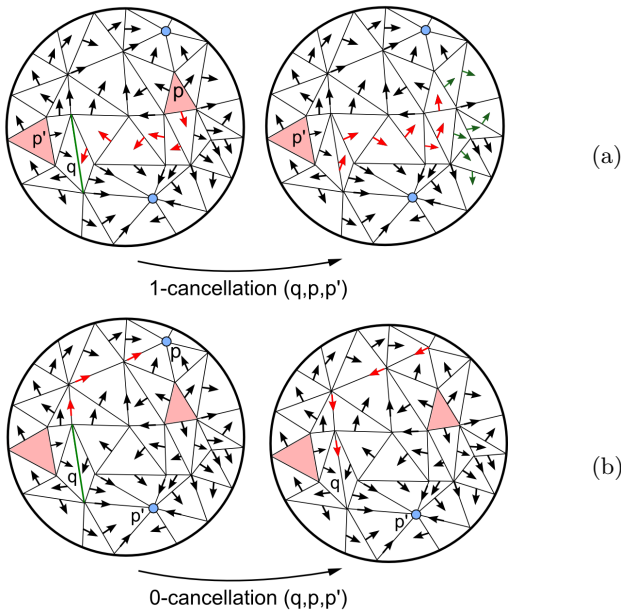 p
p'
q
p'
(a)
1-cancellation (q,p,p')
p
q
p'
q
p'
(b)
0-cancellation (q,p,p')